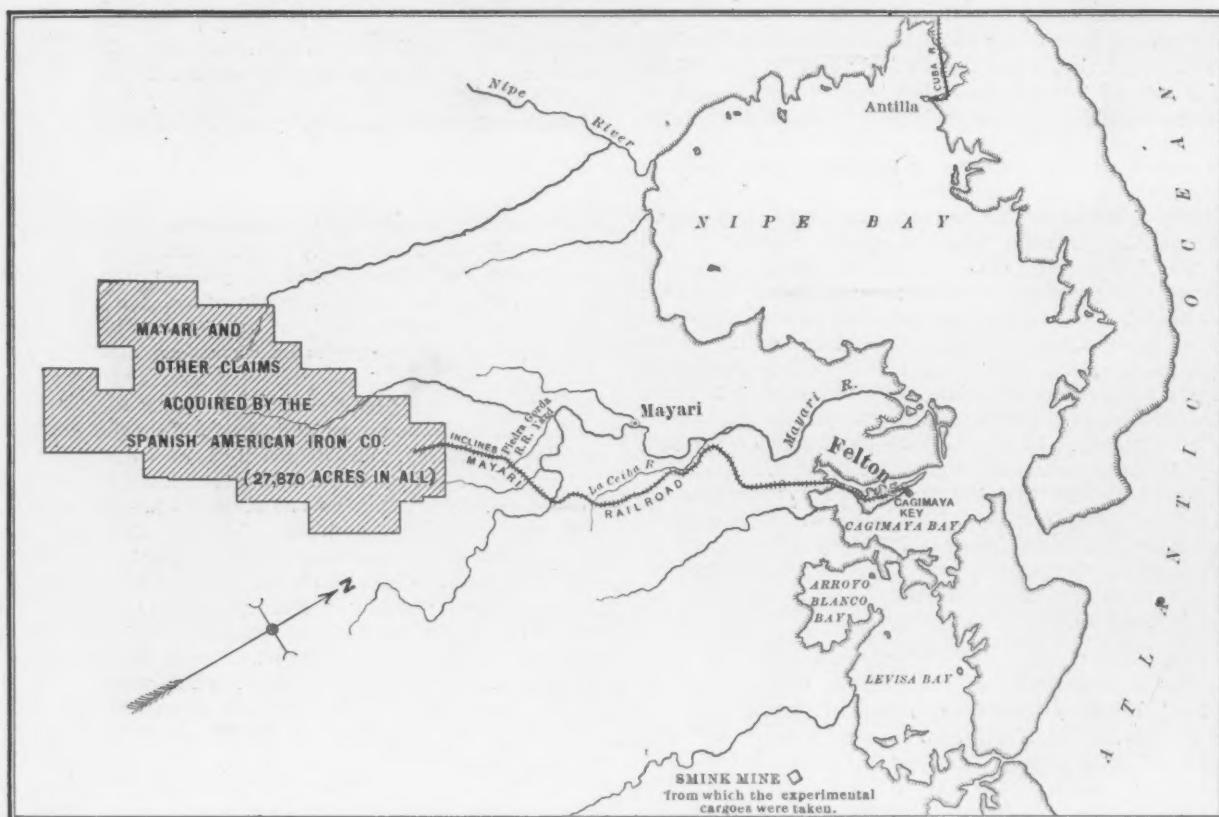 Nipe
River
CUBA R.
Antilla
NIPE BAY
ATLANTIC OCEAN
MAYARI AND
OTHER CLAIMS
ACQUIRED BY THE
SPANISH AMERICAN IRON CO.
(27,870 ACRES IN ALL)
INCLINES
MAYARI
RAILROAD
Piedra Gorda
R.R. Yard
La Ceiba R
Mayari
Mayari R.
Felton
CAGIMAYA
KEY
CAGIMAYA BAY
ARROYO
BLANCO
BAY
LEVISA BAY
N
SMINK MINE
from which the experimental
cargoes were taken.